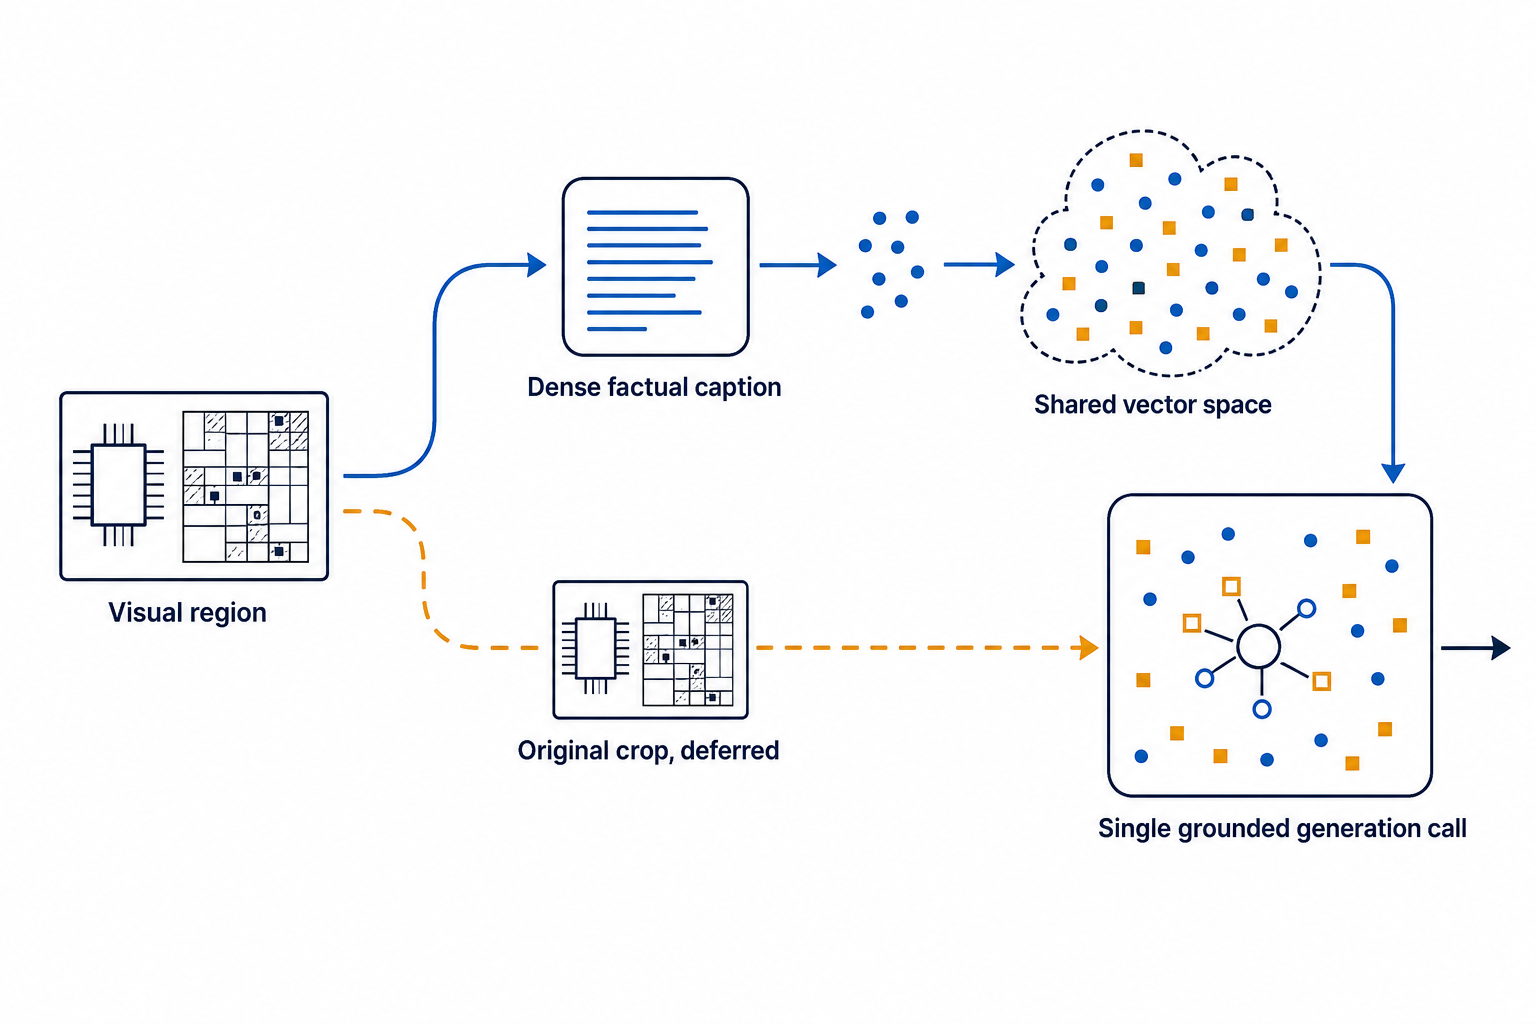 Dense factual caption
Shared vector space
Visual region
Original crop, deferred
Single grounded generation call